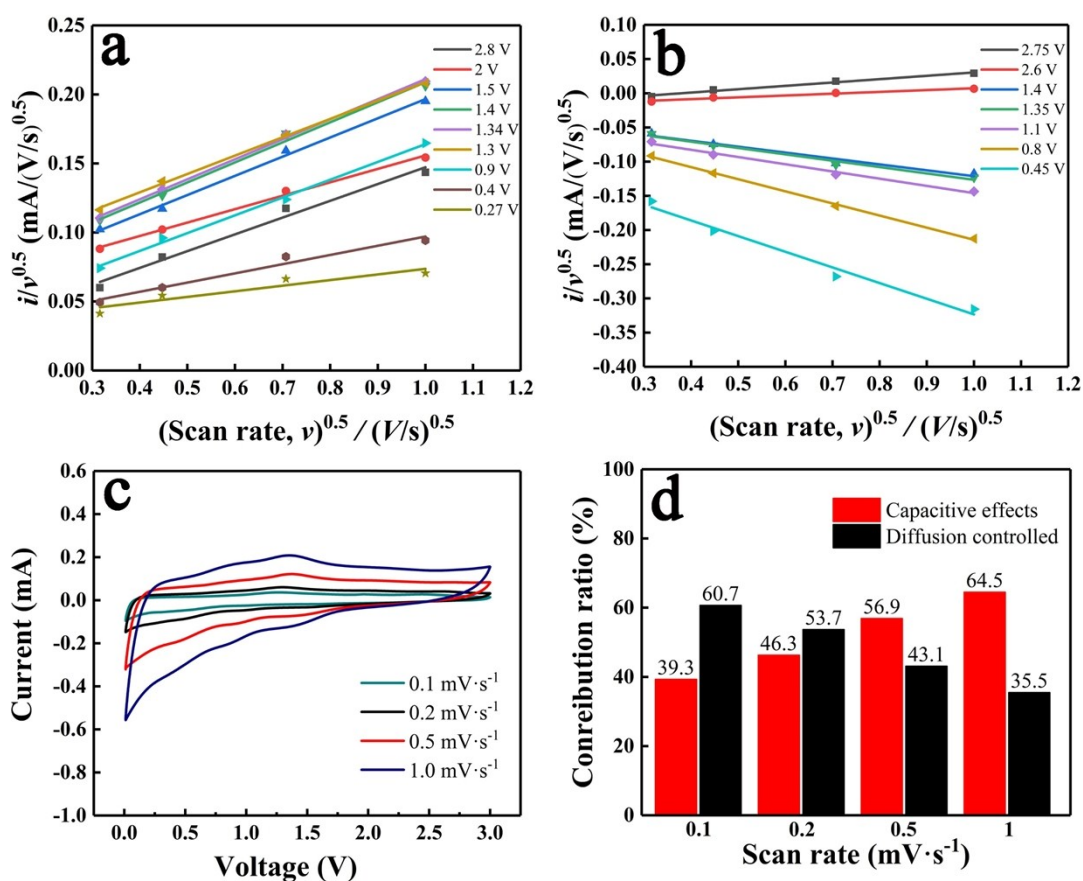 a
i/v^0.5 (mA/(V/s)^0.5)
0.25
0.20
0.15
0.10
0.05
0.00
0.3 0.4 0.5 0.6 0.7 0.8 0.9 1.0 1.1 1.2
(Scan rate, v)^0.5 / (V/s)^0.5
2.8 V
2 V
1.5 V
1.4 V
1.34 V
1.3 V
0.9 V
0.4 V
0.27 V
b
i/v^0.5 (mA/(V/s)^0.5)
0.10
0.05
0.00
-0.05
-0.10
-0.15
-0.20
-0.25
-0.30
-0.35
-0.40
0.3 0.4 0.5 0.6 0.7 0.8 0.9 1.0 1.1 1.2
(Scan rate, v)^0.5 / (V/s)^0.5
2.75 V
2.6 V
1.4 V
1.35 V
1.1 V
0.8 V
0.45 V
c
Current (mA)
0.6
0.4
0.2
0.0
-0.2
-0.4
-0.6
-0.8
-1.0
0.0 0.5 1.0 1.5 2.0 2.5 3.0
Voltage (V)
0.1 mV·s⁻¹
0.2 mV·s⁻¹
0.5 mV·s⁻¹
1.0 mV·s⁻¹
d
Conreibution ratio (%)
100
80
60
40
20
0
Capacitive effects
Diffusion controlled
39.3 60.7 46.3 53.7 56.9 43.1 64.5 35.5
0.1 0.2 0.5 1
Scan rate (mV·s⁻¹)